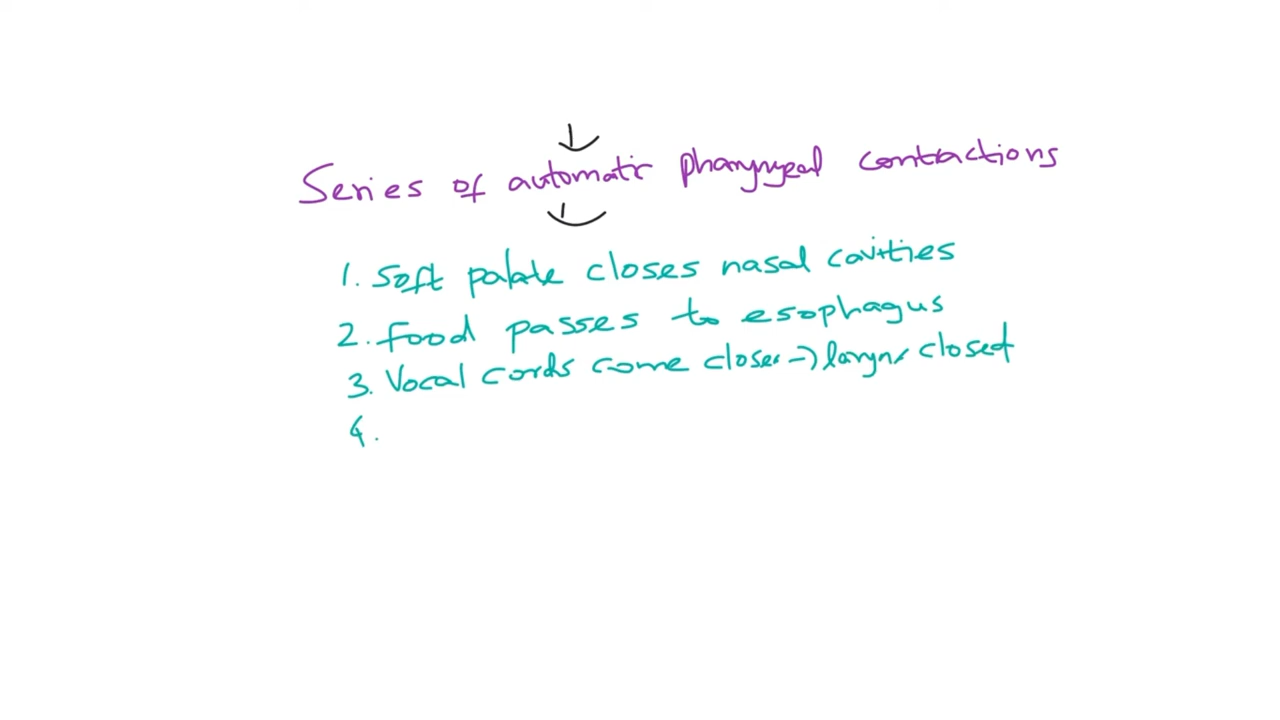 Series of automatic pharyngeal contractions
1. Soft palate closes nasal cavities
2. Food passes to esophagus
3. Vocal cords come closer → larynx closed
4.